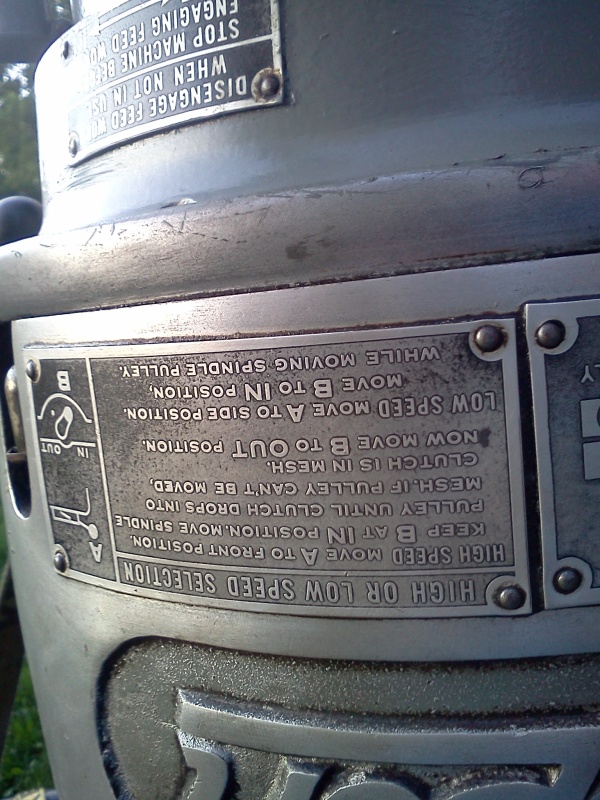 HIGH OR LOW SPEED SELECTION
HIGH SPEED MOVE A TO FRONT POSITION.
KEEP B AT IN POSITION. MOVE SPINDLE
PULLEY UNTIL CLUTCH DROPS INTO
MESH. IF PULLEY CAN'T BE MOVED,
CLUTCH IS IN MESH.
NOW MOVE B TO OUT POSITION.
LOW SPEED MOVE A TO SIDE POSITION.
MOVE B TO IN POSITION,
WHILE MOVING SPINDLE PULLEY.
A
IN OUT
B
DISENGAGE FEED
WHEN NOT IN
STOP MACHINE
ENGAGING FEED